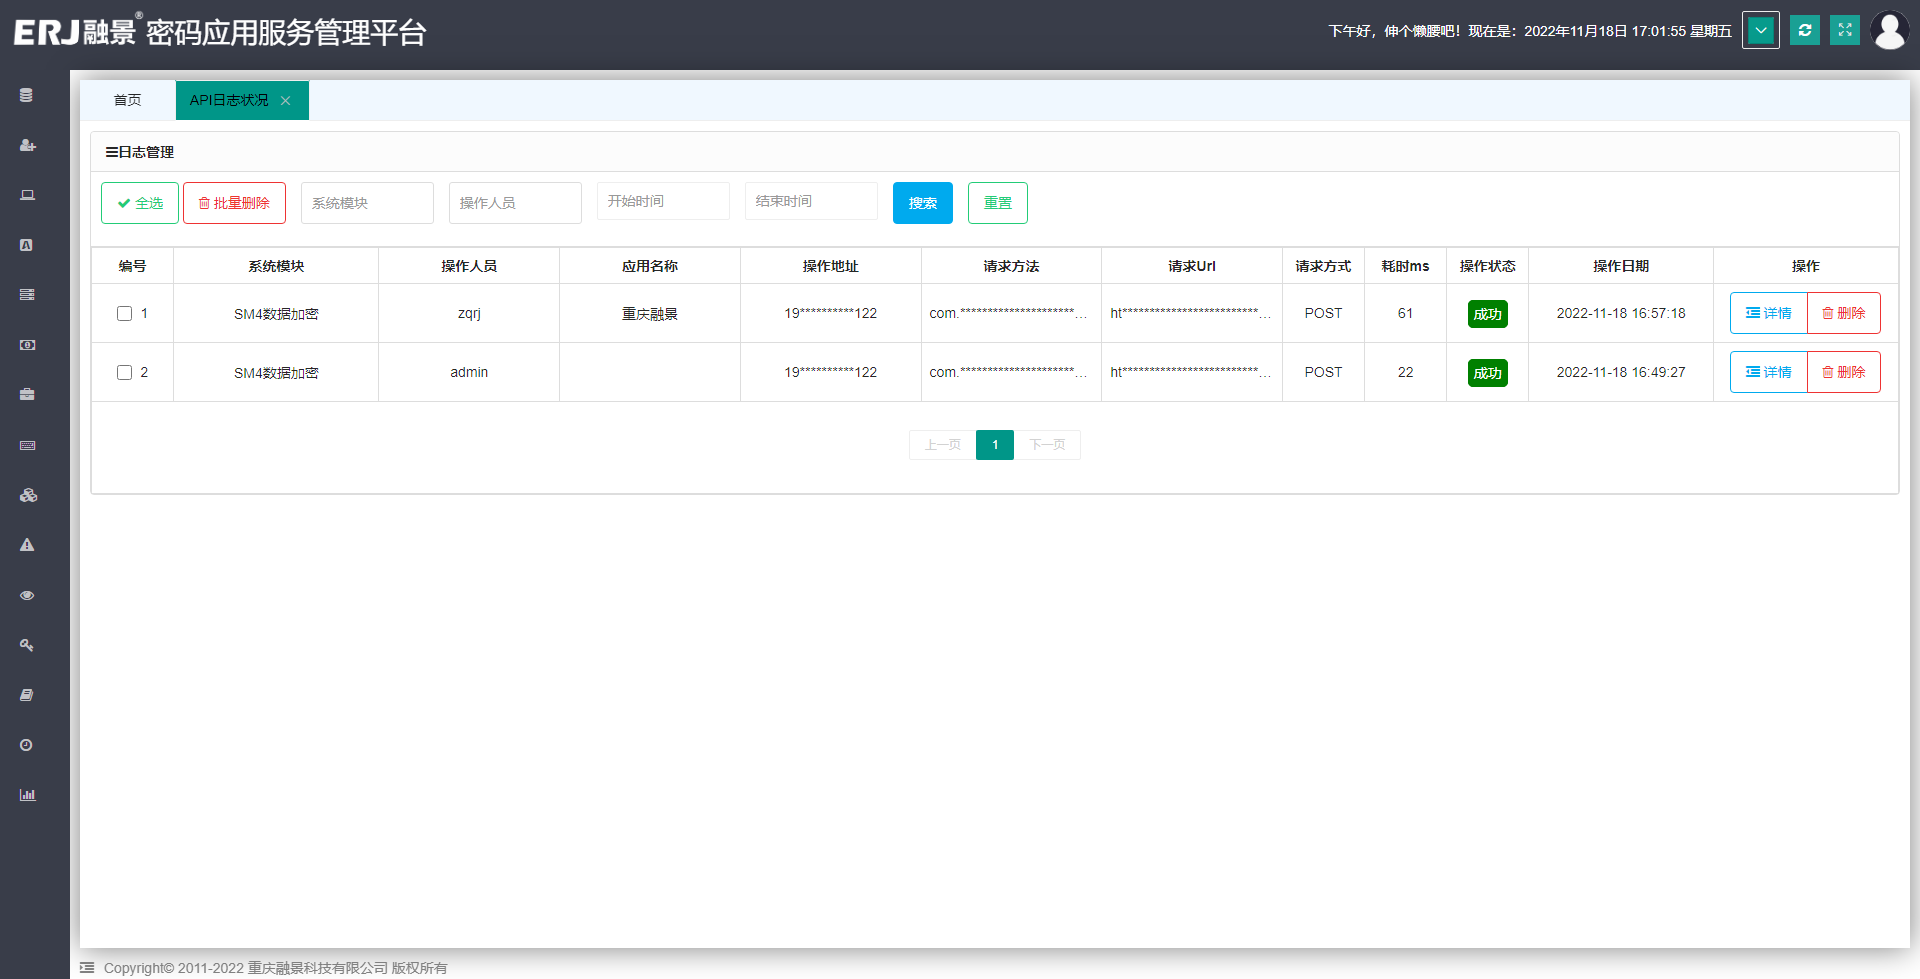 ERJ融景® 密码应用服务管理平台
下午好，伸个懒腰吧！现在是：2022年11月18日 17:01:55 星期五
首页 API日志状况
日志管理
全选 批量删除 系统模块 操作人员 开始时间 结束时间 搜索 重置
编号 系统模块 操作人员 应用名称 操作地址 请求方法 请求Url 请求方式 耗时ms 操作状态 操作日期 操作
1 SM4数据加密 zqrj 重庆融景 19**********122 com.*********************… ht*************************… POST 61 成功 2022-11-18 16:57:18 详情 删除
2 SM4数据加密 admin 19**********122 com.*********************… ht*************************… POST 22 成功 2022-11-18 16:49:27 详情 删除
上一页 1 下一页
Copyright© 2011-2022 重庆融景科技有限公司 版权所有